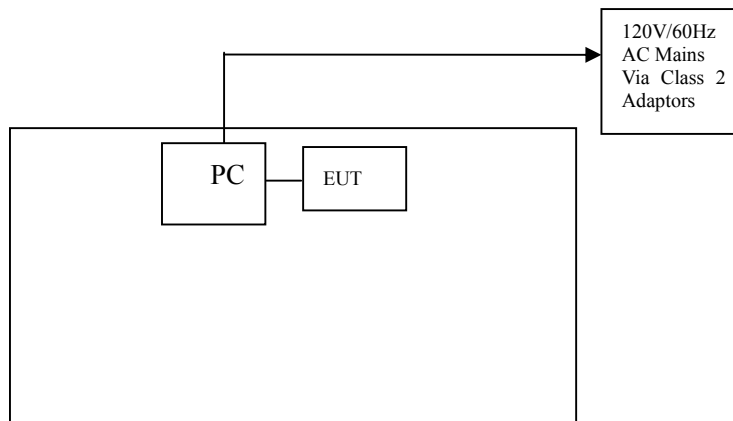 120V/60Hz
AC Mains
Via Class 2
Adaptors
PC
EUT